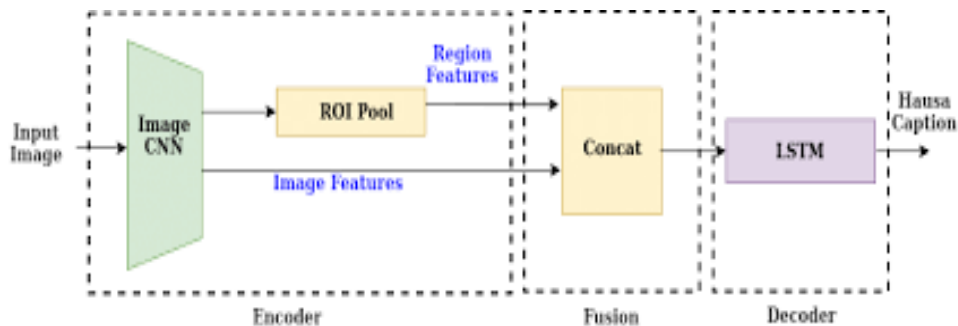 Input
Image
Image
CNN
ROI Pool
Region
Features
Image Features
Concat
LSTM
Hausa
Caption
Encoder
Fusion
Decoder